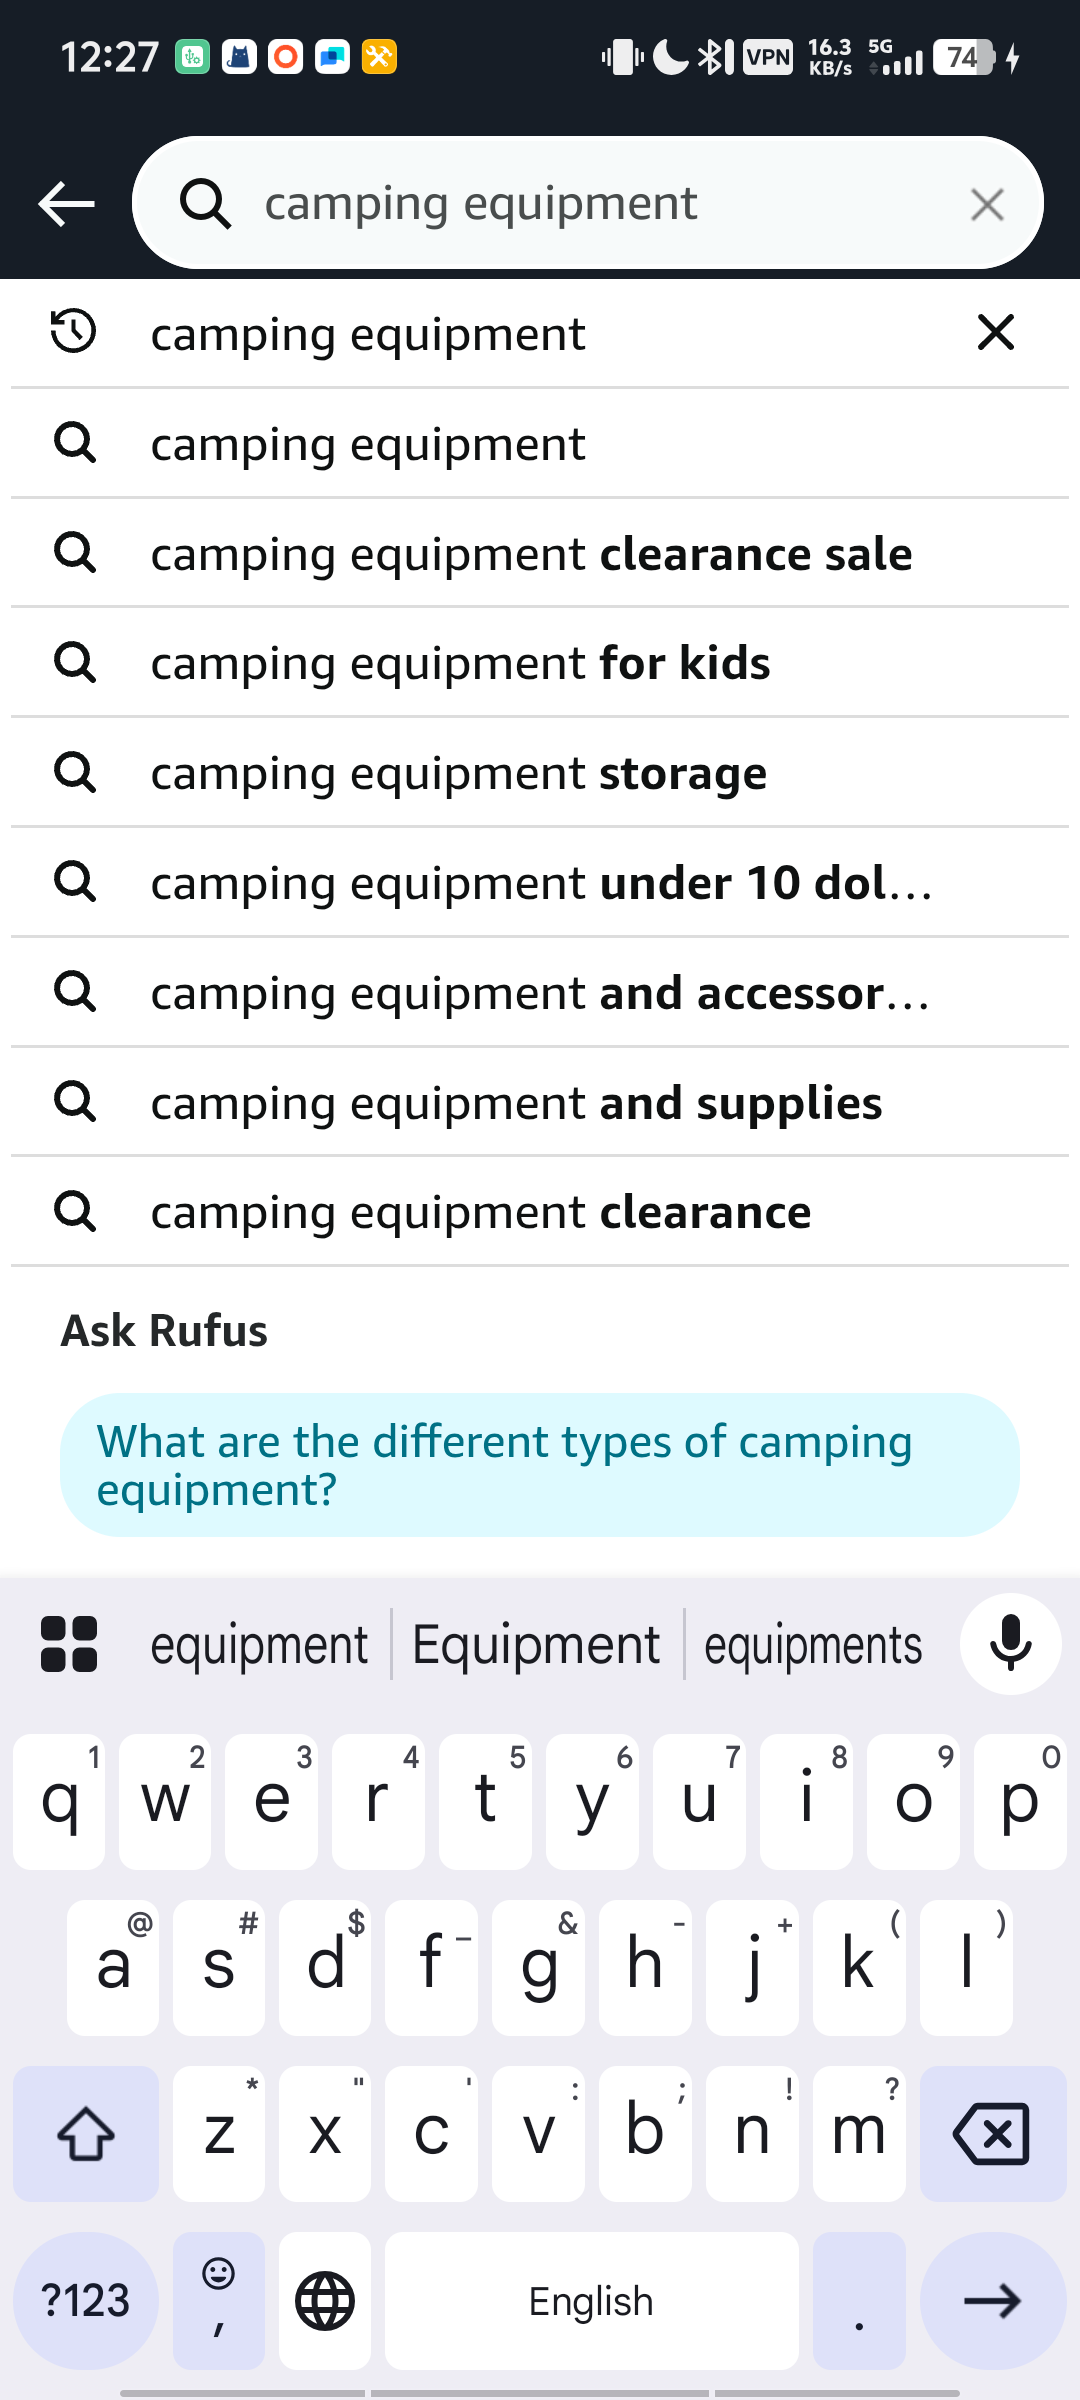 12:27
VPN
16.3
KB/s
5G
74
camping equipment
camping equipment
camping equipment
camping equipment clearance sale
camping equipment for kids
camping equipment storage
camping equipment under 10 dol...
camping equipment and accessor...
camping equipment and supplies
camping equipment clearance
Ask Rufus
What are the different types of camping
equipment?
equipment Equipment equipments
1 2 3 4 5 6 7 8 9 0
q w e r t y u i o p
@ # $ _ & - + ( )
a s d f g h j k l
* " ' : ; ! ?
z x c v b n m
?123 , English .